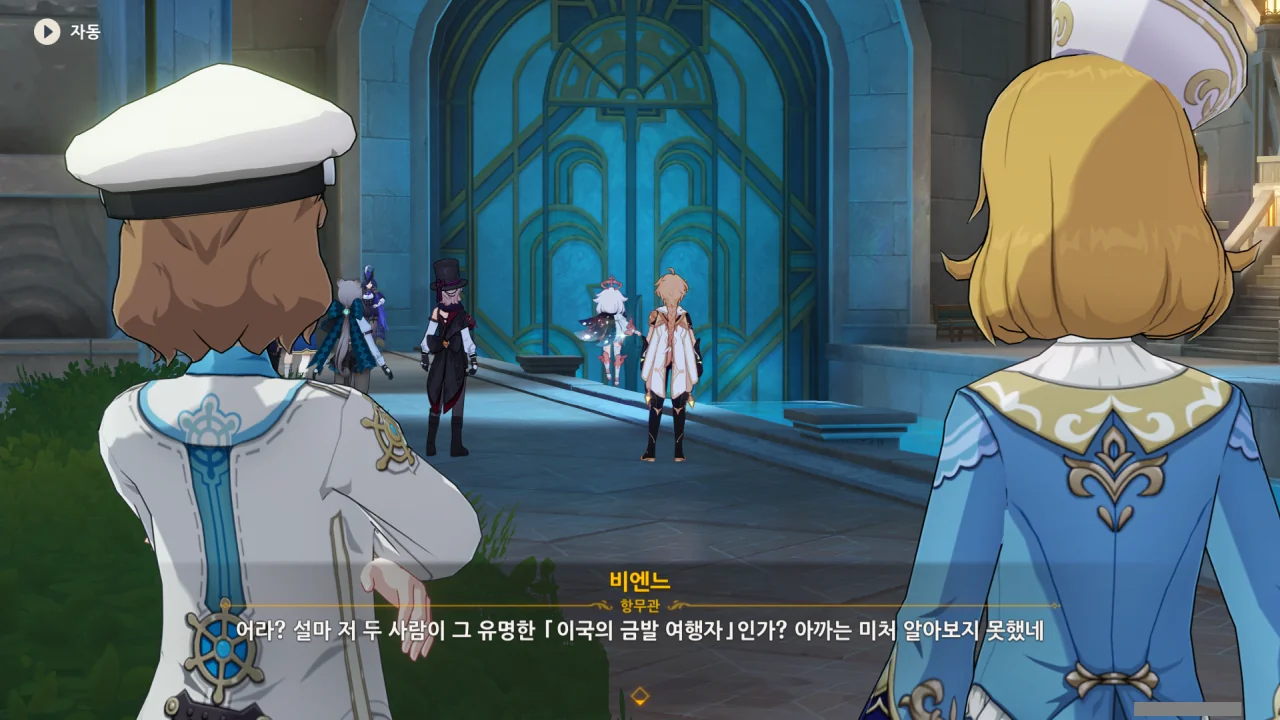 자동
비엔느
항무관
어라? 설마 저 두 사람이 그 유명한 「이국의 금발 여행자」인가? 아까는 미처 알아보지 못했네